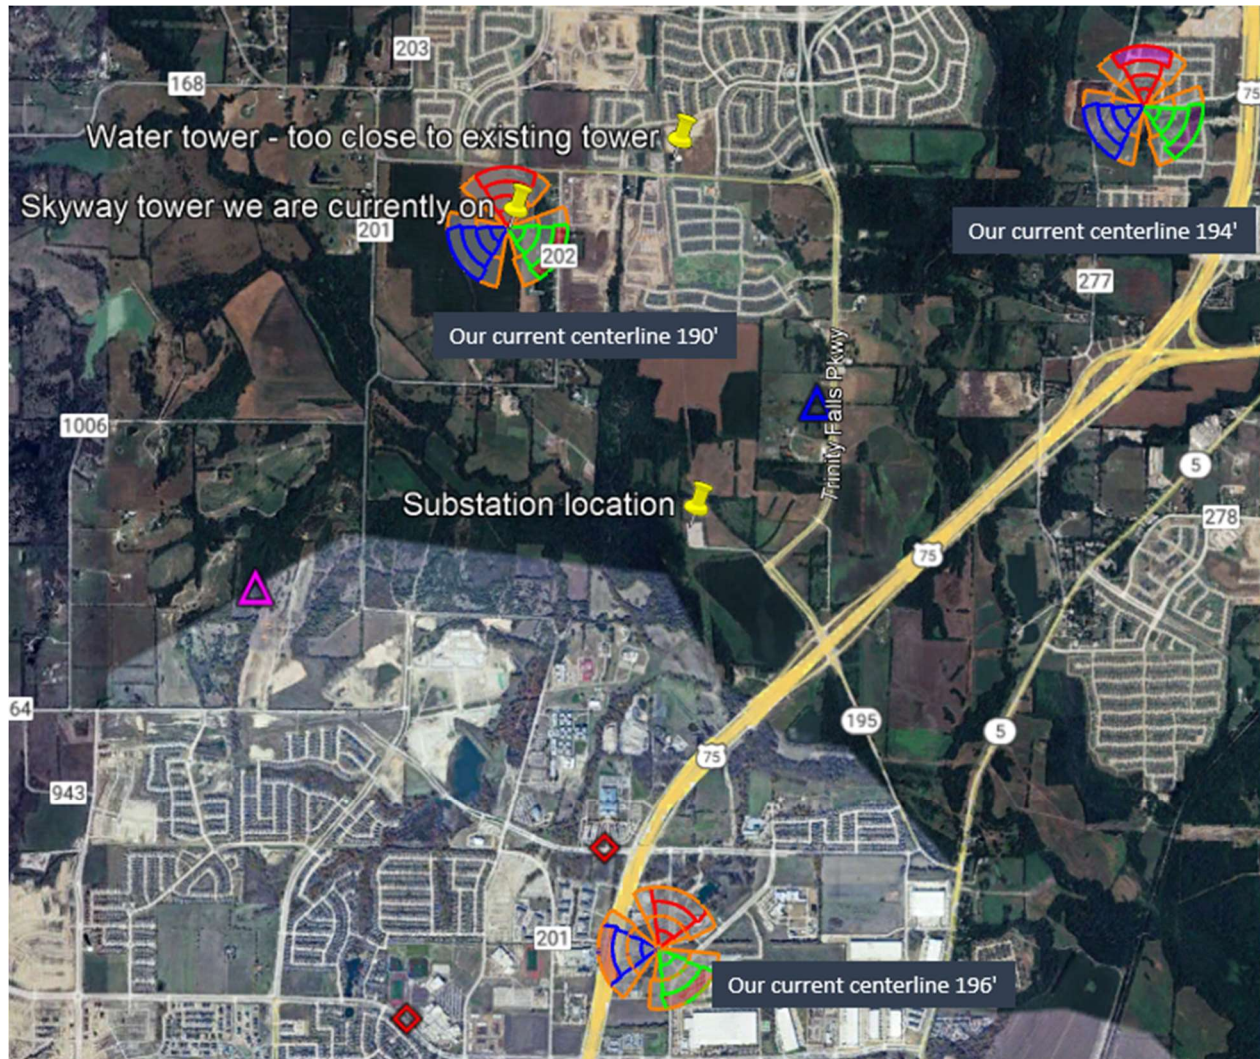 203
168
75
Water tower - too close to existing tower
Skyway tower we are currently on
201
202
Our current centerline 194'
277
Our current centerline 190'
Trinity Falls Pkwy
1006
5
Substation location
278
75
64
195
5
75
943
201
Our current centerline 196'